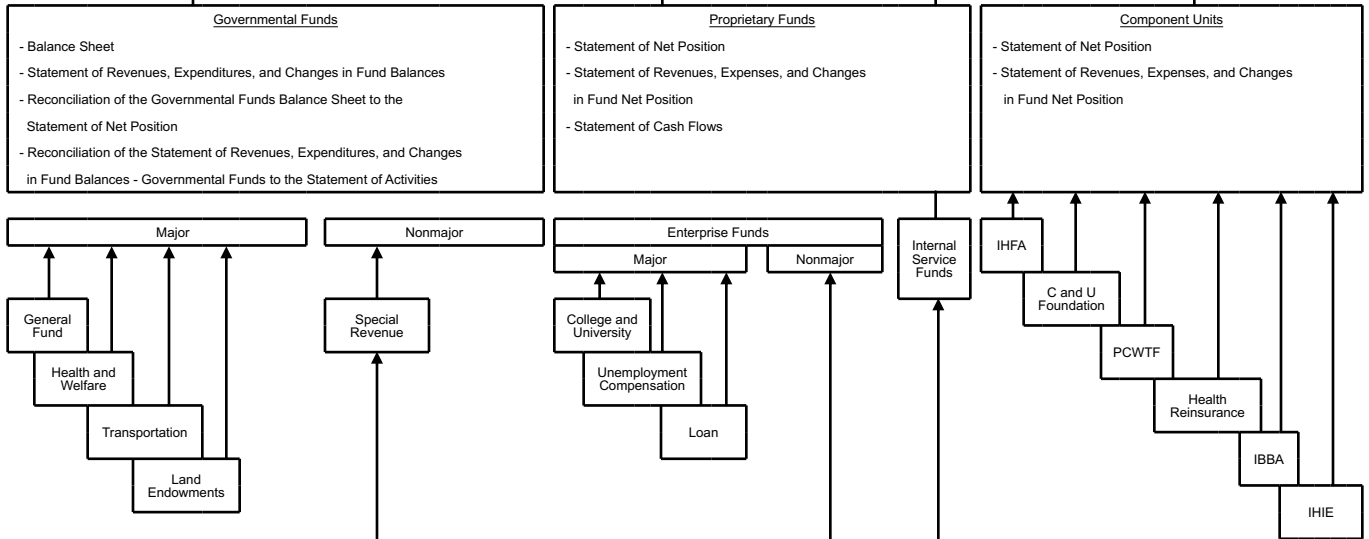 Governmental Funds
- Balance Sheet
- Statement of Revenues, Expenditures, and Changes in Fund Balances
- Reconciliation of the Governmental Funds Balance Sheet to the
Statement of Net Position
- Reconciliation of the Statement of Revenues, Expenditures, and Changes
in Fund Balances - Governmental Funds to the Statement of Activities
Proprietary Funds
- Statement of Net Position
- Statement of Revenues, Expenses, and Changes
in Fund Net Position
- Statement of Cash Flows
Component Units
- Statement of Net Position
- Statement of Revenues, Expenses, and Changes
in Fund Net Position
Major
General
Fund
Health and
Welfare
Transportation
Land
Endowments
Nonmajor
Special
Revenue
Enterprise Funds
Major
Nonmajor
College and
University
Unemployment
Compensation
Loan
Internal
Service
Funds
IHFA
C and U
Foundation
PCWTF
Health
Reinsurance
IBBA
IHIE